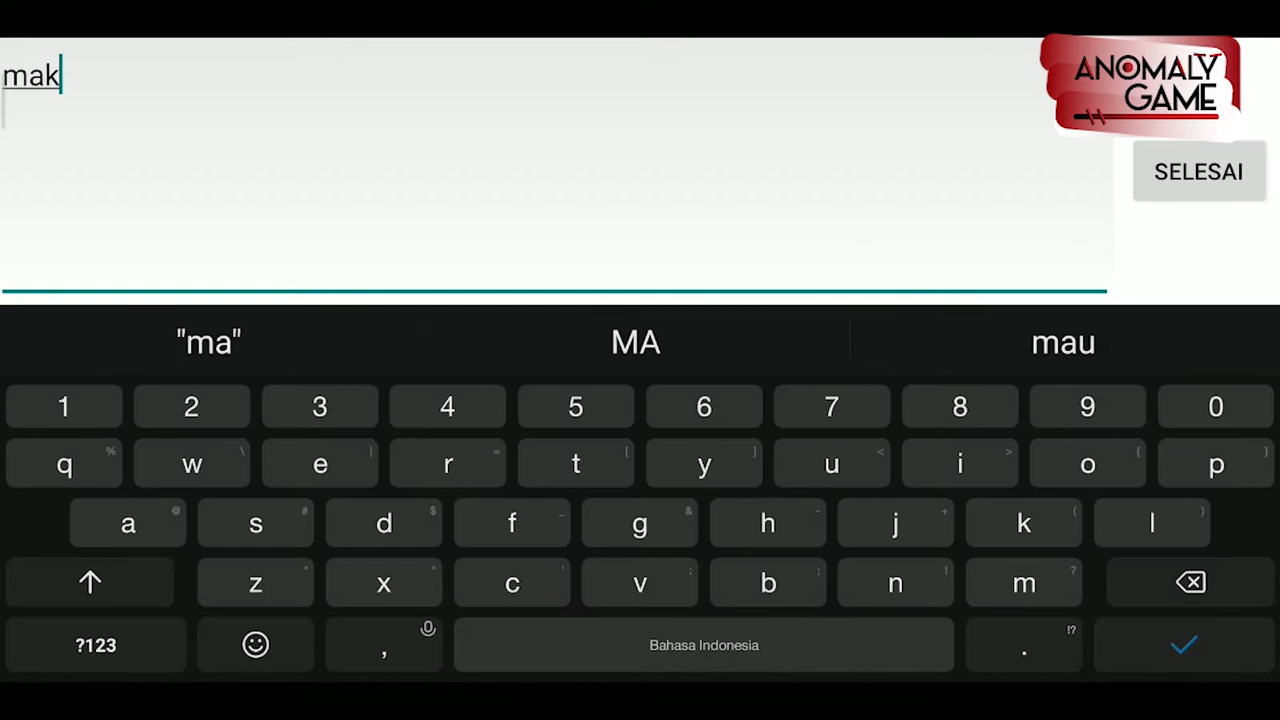 mak
ANOMALY
GAME
SELESAI
"ma" MA mau
1 2 3 4 5 6 7 8 9 0
q % w \ e | r = t [ y ] u < i > o { p }
a @ s # d $ f _ g & h - j + k ( l )
z * x " c ' v : b ; n ! m ?
?123 , Bahasa Indonesia . !?